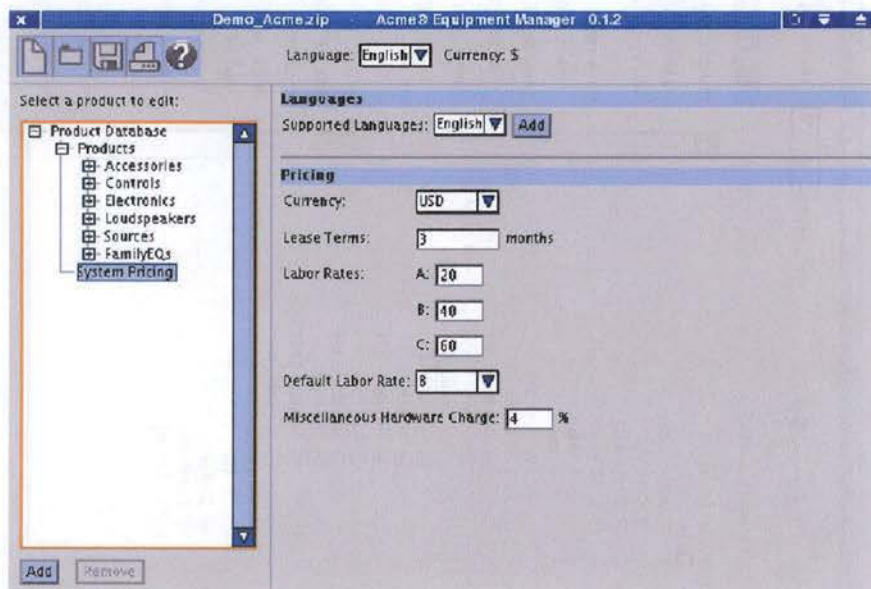 Demo_Acme.zip - Acme® Equipment Manager 0.1.2
Language: English Currency: $
Select a product to edit:
Product Database
Products
Accessories
Controls
Electronics
Loudspeakers
Sources
FamilyEQs
System Pricing
Add Remove
Languages
Supported Languages: English Add
Pricing
Currency: USD
Lease Terms: 3 months
Labor Rates: A: 20
B: 40
C: 60
Default Labor Rate: B
Miscellaneous Hardware Charge: 4 %